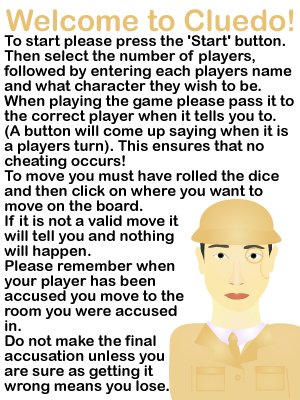 Welcome to Cluedo!
To start please press the 'Start' button.
Then select the number of players,
followed by entering each players name
and what character they wish to be.
When playing the game please pass it to
the correct player when it tells you to.
(A button will come up saying when it is
a players turn). This ensures that no
cheating occurs!
To move you must have rolled the dice
and then click on where you want to
move on the board.
If it is not a valid move it
will tell you and nothing
will happen.
Please remember when
your player has been
accused you move to the
room you were accused
in.
Do not make the final
accusation unless you
are sure as getting it
wrong means you lose.